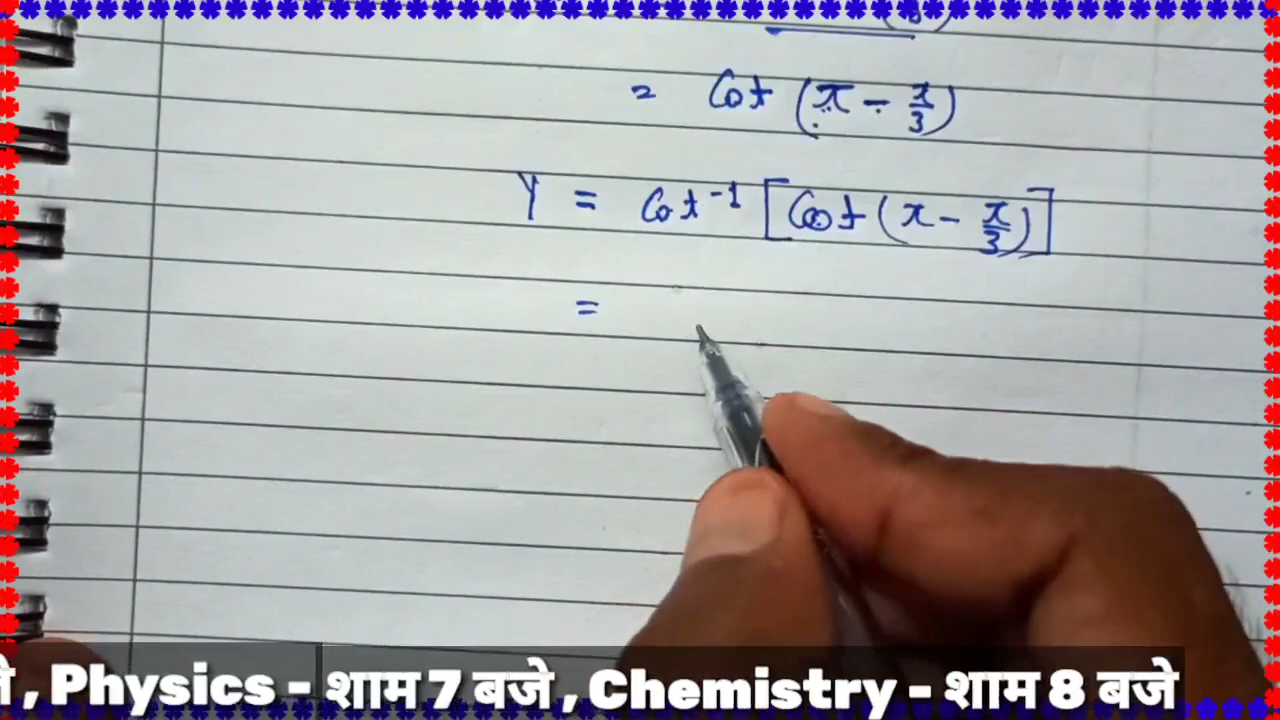 = Cot (π - π/3)
Y = Cot⁻¹ [Cot (π - π/3)]
=
, Physics - शाम 7 बजे , Chemistry - शाम 8 बजे